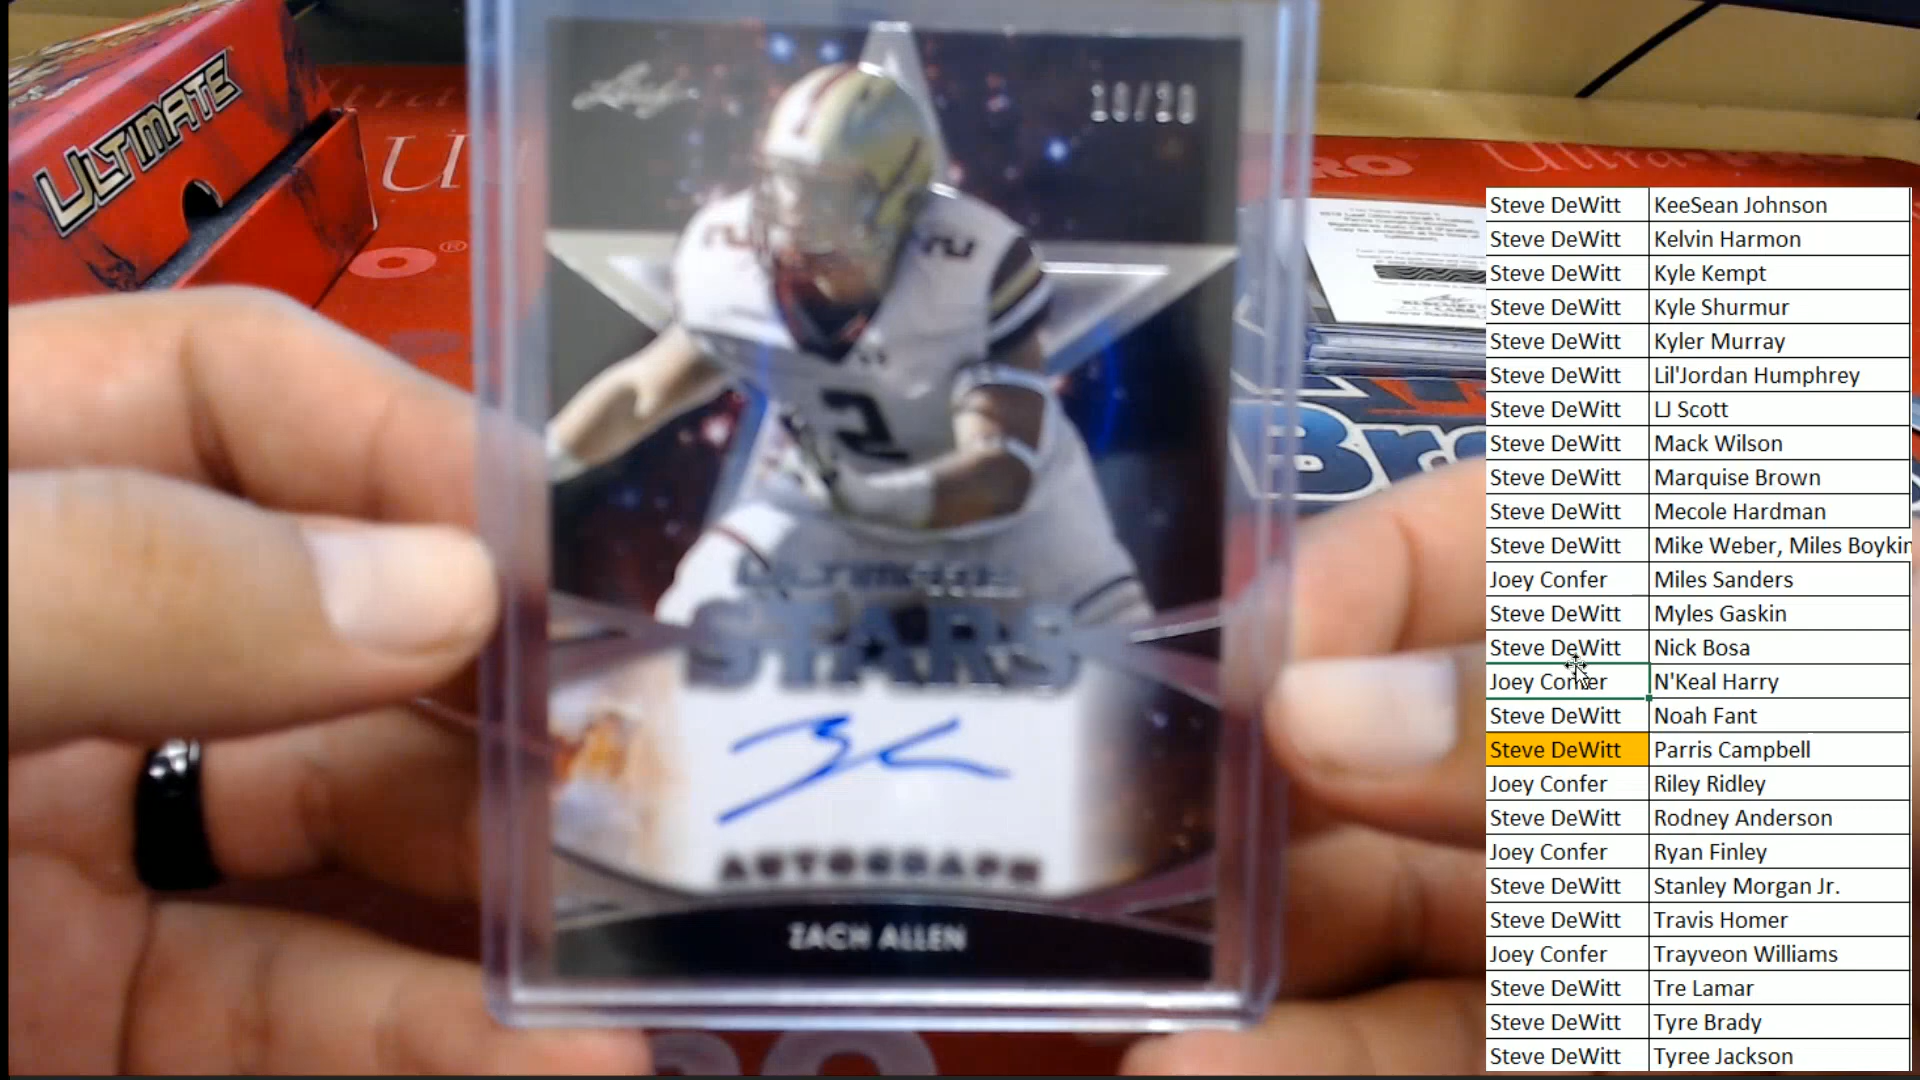 ULTIMATE
Leaf
2
2
STARS
AUTOGRAPH
ZACH ALLEN
Steve DeWitt KeeSean Johnson
Steve DeWitt Kelvin Harmon
Steve DeWitt Kyle Kempt
Steve DeWitt Kyle Shurmur
Steve DeWitt Kyler Murray
Steve DeWitt Lil'Jordan Humphrey
Steve DeWitt LJ Scott
Steve DeWitt Mack Wilson
Steve DeWitt Marquise Brown
Steve DeWitt Mecole Hardman
Steve DeWitt Mike Weber, Miles Boykin
Joey Confer Miles Sanders
Steve DeWitt Myles Gaskin
Steve DeWitt Nick Bosa
Joey Confer N'Keal Harry
Steve DeWitt Noah Fant
Steve DeWitt Parris Campbell
Joey Confer Riley Ridley
Steve DeWitt Rodney Anderson
Joey Confer Ryan Finley
Steve DeWitt Stanley Morgan Jr.
Steve DeWitt Travis Homer
Joey Confer Trayveon Williams
Steve DeWitt Tre Lamar
Steve DeWitt Tyre Brady
Steve DeWitt Tyree Jackson